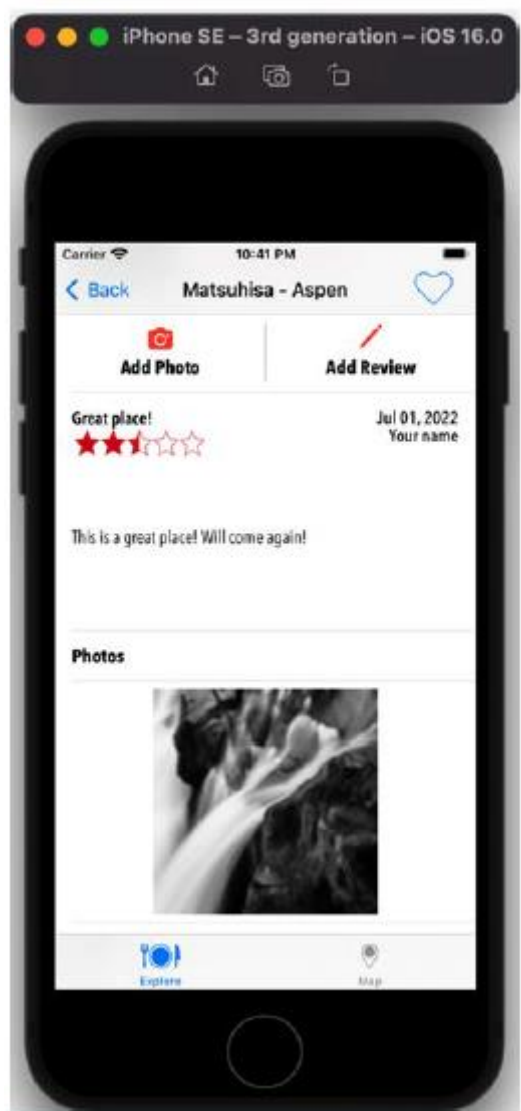 iPhone SE – 3rd generation – iOS 16.0
Carrier 10:41 PM
Back Matsuhisa - Aspen
Add Photo Add Review
Great place! Jul 01, 2022
Your name
This is a great place! Will come again!
Photos
Explore Map